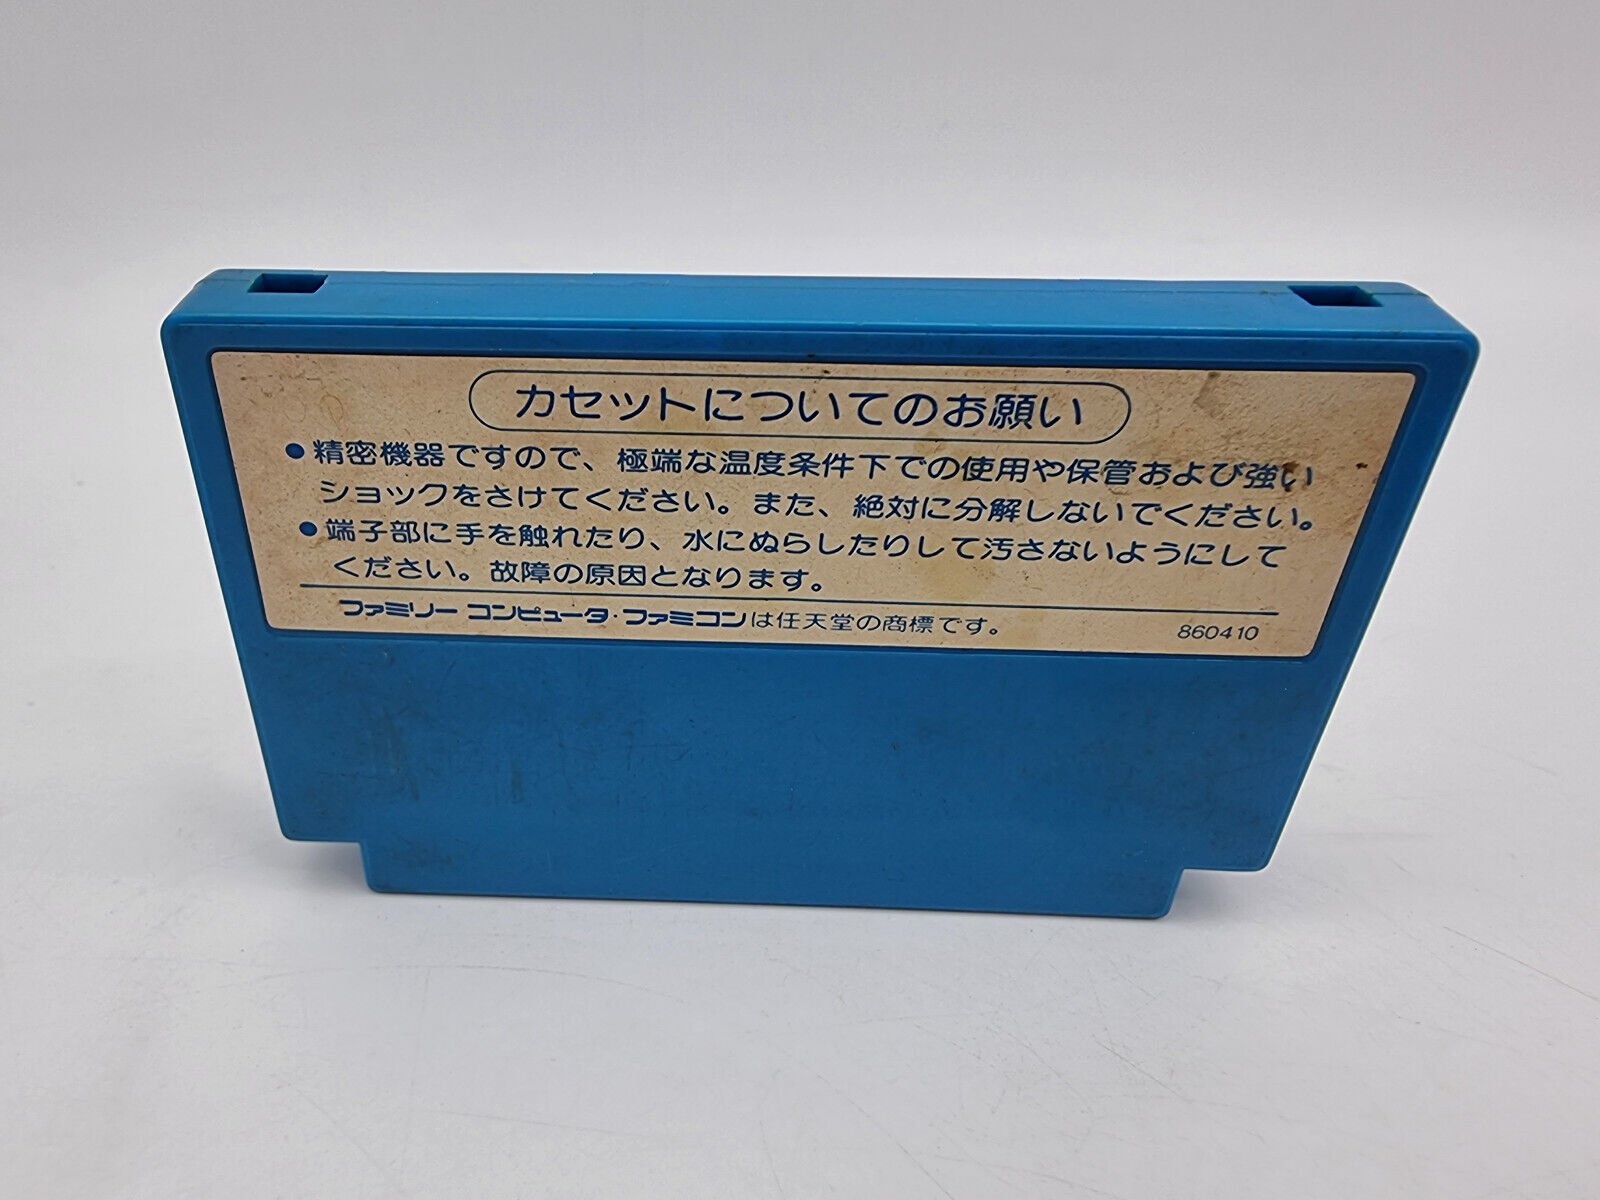 カセットについてのお願い
●精密機器ですので、極端な温度条件下での使用や保管および強い
ショックをさけてください。また、絶対に分解しないでください。
●端子部に手を触れたり、水にぬらしたりして汚さないようにして
ください。故障の原因となります。
ファミリー コンピュータ・ファミコンは任天堂の商標です。 860410